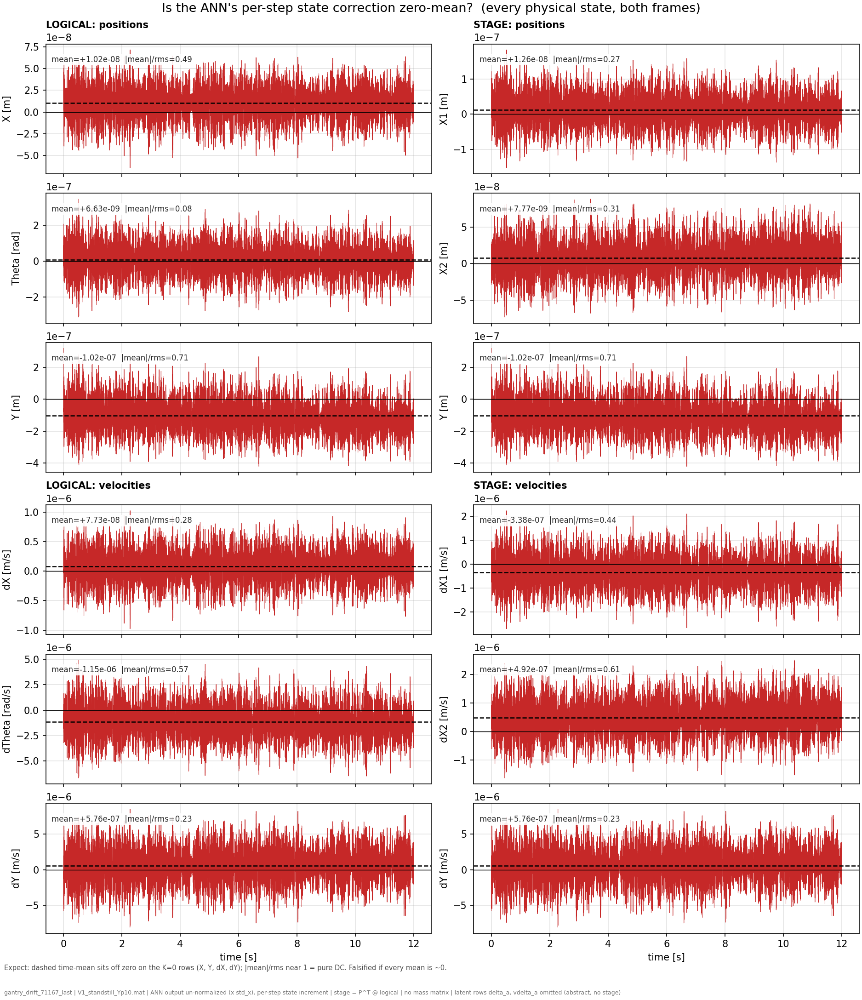 Is the ANN's per-step state correction zero-mean?  (every physical state, both frames)
LOGICAL: positions
1e−8
mean=+1.02e-08  |mean|/rms=0.49
7.5
5.0
2.5
0.0
−2.5
−5.0
X [m]
STAGE: positions
1e−7
mean=+1.26e-08  |mean|/rms=0.27
1
0
−1
X1 [m]
1e−7
mean=+6.63e-09  |mean|/rms=0.08
2
0
−2
Theta [rad]
1e−8
mean=+7.77e-09  |mean|/rms=0.31
5
0
−5
X2 [m]
1e−7
mean=-1.02e-07  |mean|/rms=0.71
2
0
−2
−4
Y [m]
1e−7
mean=-1.02e-07  |mean|/rms=0.71
2
0
−2
−4
Y [m]
LOGICAL: velocities
1e−6
mean=+7.73e-08  |mean|/rms=0.28
1.0
0.5
0.0
−0.5
−1.0
dX [m/s]
STAGE: velocities
1e−6
mean=-3.38e-07  |mean|/rms=0.44
2
1
0
−1
−2
dX1 [m/s]
1e−6
mean=-1.15e-06  |mean|/rms=0.57
5.0
2.5
0.0
−2.5
−5.0
dTheta [rad/s]
1e−6
mean=+4.92e-07  |mean|/rms=0.61
2
1
0
−1
dX2 [m/s]
1e−6
mean=+5.76e-07  |mean|/rms=0.23
5
0
−5
dY [m/s]
0 2 4 6 8 10 12
time [s]
1e−6
mean=+5.76e-07  |mean|/rms=0.23
5
0
−5
dY [m/s]
0 2 4 6 8 10 12
time [s]
Expect: dashed time-mean sits off zero on the K=0 rows (X, Y, dX, dY); |mean|/rms near 1 = pure DC. Falsified if every mean is ~0.
gantry_drift_71167_last | V1_standstill_Yp10.mat | ANN output un-normalized (x std_x), per-step state increment | stage = P^T @ logical | no mass matrix | latent rows delta_a, vdelta_a omitted (abstract, no stage)